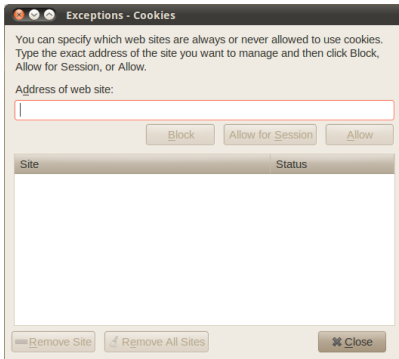 Exceptions - Cookies
You can specify which web sites are always or never allowed to use cookies.
Type the exact address of the site you want to manage and then click Block,
Allow for Session, or Allow.
Address of web site:
Block Allow for Session Allow
Site Status
Remove Site Remove All Sites Close